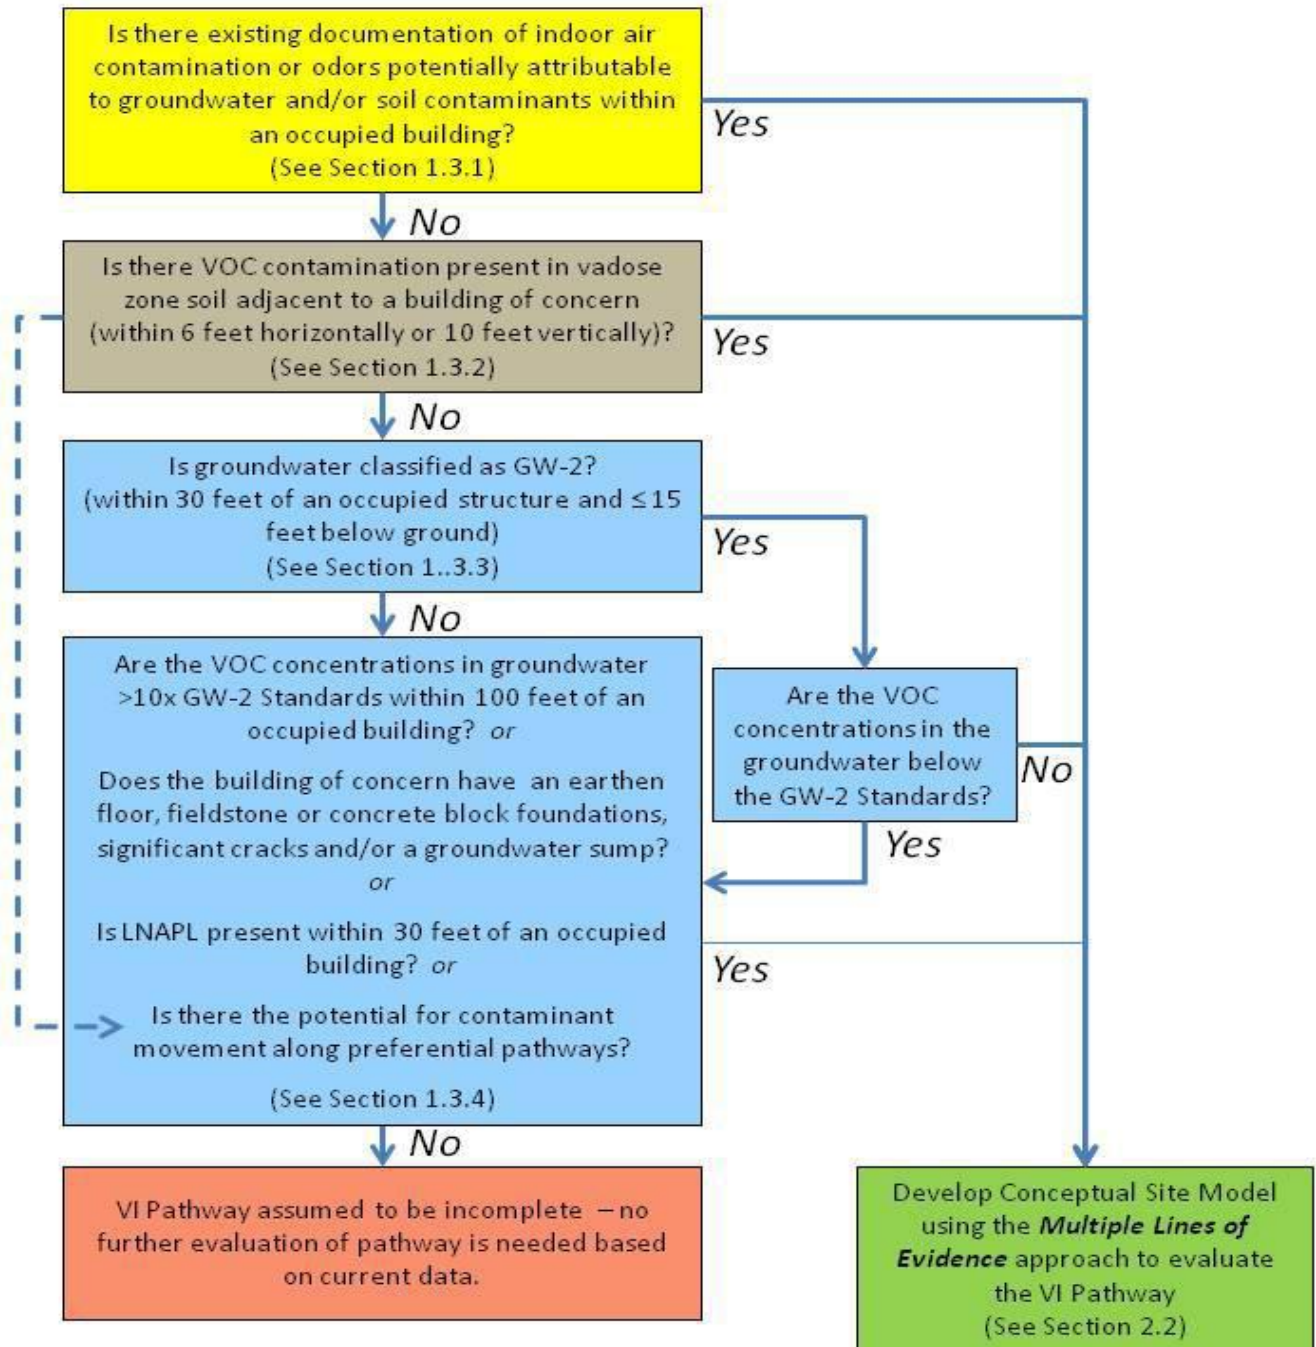 Is there existing documentation of indoor air
contamination or odors potentially attributable
to groundwater and/or soil contaminants within
an occupied building?
(See Section 1.3.1)
Yes
No
Is there VOC contamination present in vadose
zone soil adjacent to a building of concern
(within 6 feet horizontally or 10 feet vertically)?
(See Section 1.3.2)
Yes
No
Is groundwater classified as GW-2?
(within 30 feet of an occupied structure and ≤15
feet below ground)
(See Section 1..3.3)
Yes
No
Are the VOC concentrations in groundwater
>10x GW-2 Standards within 100 feet of an
occupied building? or
Does the building of concern have an earthen
floor, fieldstone or concrete block foundations,
significant cracks and/or a groundwater sump?
or
Is LNAPL present within 30 feet of an occupied
building? or
Is there the potential for contaminant
movement along preferential pathways?
(See Section 1.3.4)
Are the VOC
concentrations in the
groundwater below
the GW-2 Standards?
No
Yes
Yes
No
VI Pathway assumed to be incomplete – no
further evaluation of pathway is needed based
on current data.
Develop Conceptual Site Model
using the Multiple Lines of
Evidence approach to evaluate
the VI Pathway
(See Section 2.2)